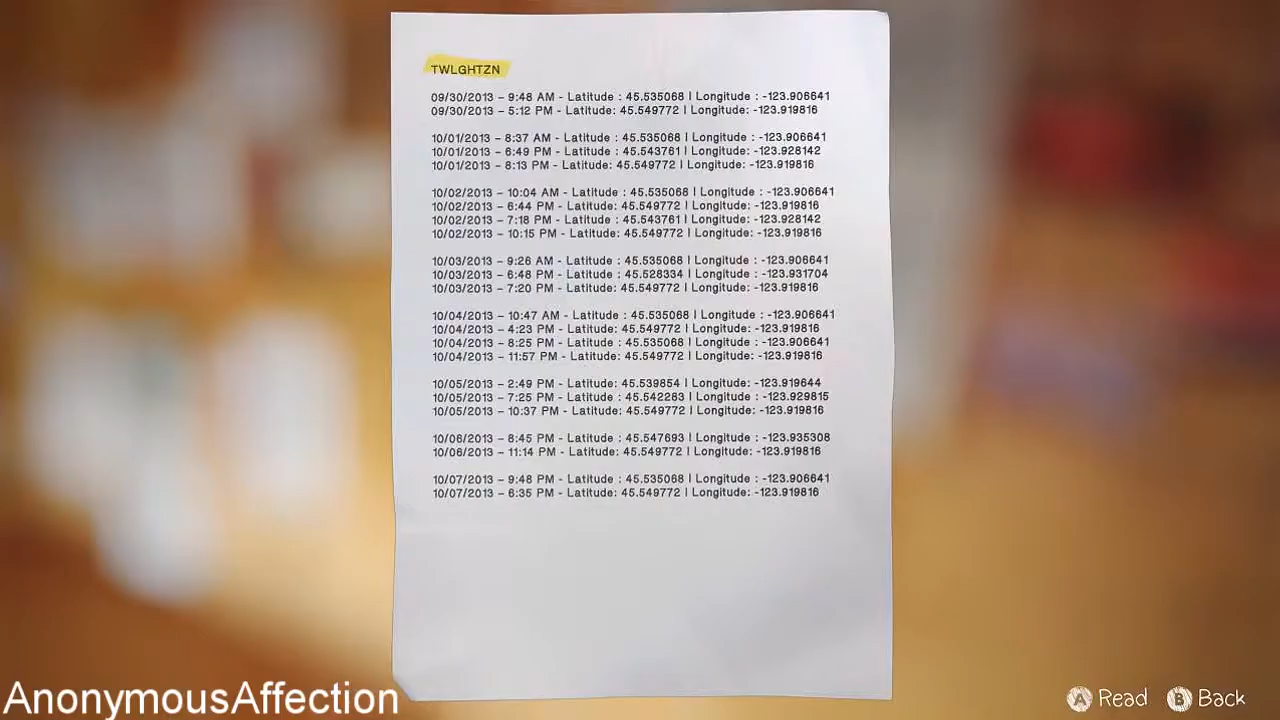 TWLGHTZN
09/30/2013 – 9:48 AM - Latitude : 45.535068 | Longitude : -123.906641
09/30/2013 – 5:12 PM - Latitude: 45.549772 | Longitude: -123.919816
10/01/2013 – 8:37 AM - Latitude : 45.535068 | Longitude : -123.906641
10/01/2013 – 6:49 PM - Latitude : 45.543761 | Longitude: -123.928142
10/01/2013 – 8:13 PM - Latitude: 45.549772 | Longitude: -123.919816
10/02/2013 – 10:04 AM - Latitude : 45.535068 | Longitude : -123.906641
10/02/2013 – 6:44 PM - Latitude : 45.549772 | Longitude: -123.919816
10/02/2013 – 7:18 PM - Latitude : 45.543761 | Longitude: -123.928142
10/02/2013 – 10:15 PM - Latitude: 45.549772 | Longitude: -123.919816
10/03/2013 – 9:26 AM - Latitude : 45.535068 | Longitude : -123.906641
10/03/2013 – 6:48 PM - Latitude : 45.528334 | Longitude: -123.931704
10/03/2013 – 7:20 PM - Latitude: 45.549772 | Longitude: -123.919816
10/04/2013 – 10:47 AM - Latitude : 45.535068 | Longitude : -123.906641
10/04/2013 – 4:23 PM - Latitude: 45.549772 | Longitude: -123.919816
10/04/2013 – 8:25 PM - Latitude : 45.535068 | Longitude : -123.906641
10/04/2013 – 11:57 PM - Latitude: 45.549772 | Longitude: -123.919816
10/05/2013 – 2:49 PM - Latitude: 45.539854 | Longitude: -123.919644
10/05/2013 – 7:25 PM - Latitude : 45.542283 | Longitude: -123.929815
10/05/2013 – 10:37 PM - Latitude: 45.549772 | Longitude: -123.919816
10/06/2013 – 8:45 PM - Latitude : 45.547693 | Longitude : -123.935308
10/06/2013 – 11:14 PM - Latitude: 45.549772 | Longitude: -123.919816
10/07/2013 – 9:48 PM - Latitude : 45.535068 | Longitude : -123.906641
10/07/2013 – 6:35 PM - Latitude: 45.549772 | Longitude: -123.919816
AnonymousAffection
A Read B Back